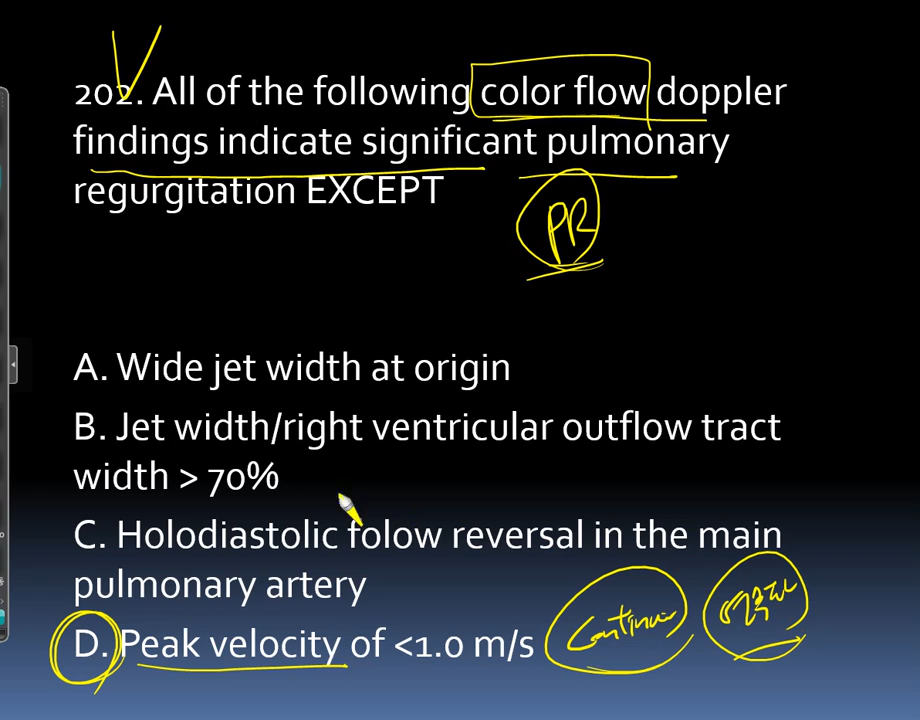 202. All of the following color flow doppler
findings indicate significant pulmonary
regurgitation EXCEPT
PR
A. Wide jet width at origin
B. Jet width/right ventricular outflow tract
width > 70%
C. Holodiastolic folow reversal in the main
pulmonary artery
D. Peak velocity of <1.0 m/s